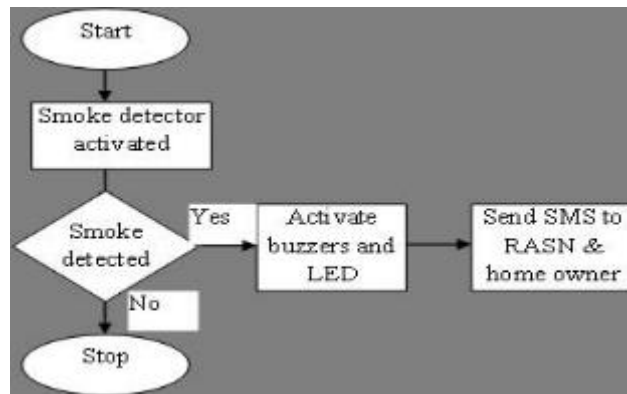 Start
Smoke detector
activated
Smoke
detected
Yes
Activate
buzzers and
LED
Send SMS to
RASN &
home owner
No
Stop